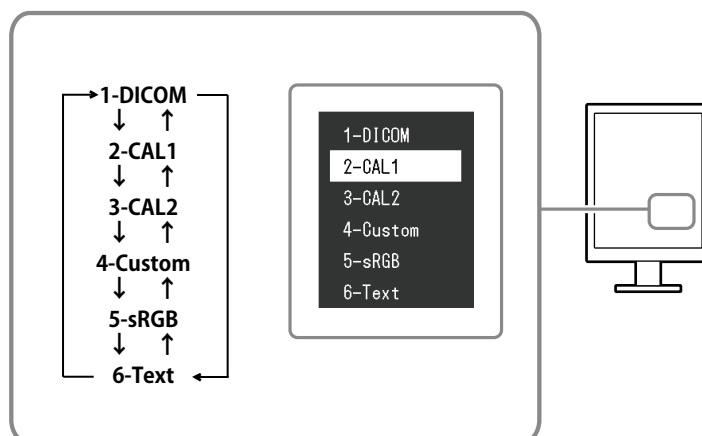 1-DICOM
↓ ↑
2-CAL1
↓ ↑
3-CAL2
↓ ↑
4-Custom
↓ ↑
5-sRGB
↓ ↑
6-Text
1-DICOM
2-CAL1
3-CAL2
4-Custom
5-sRGB
6-Text